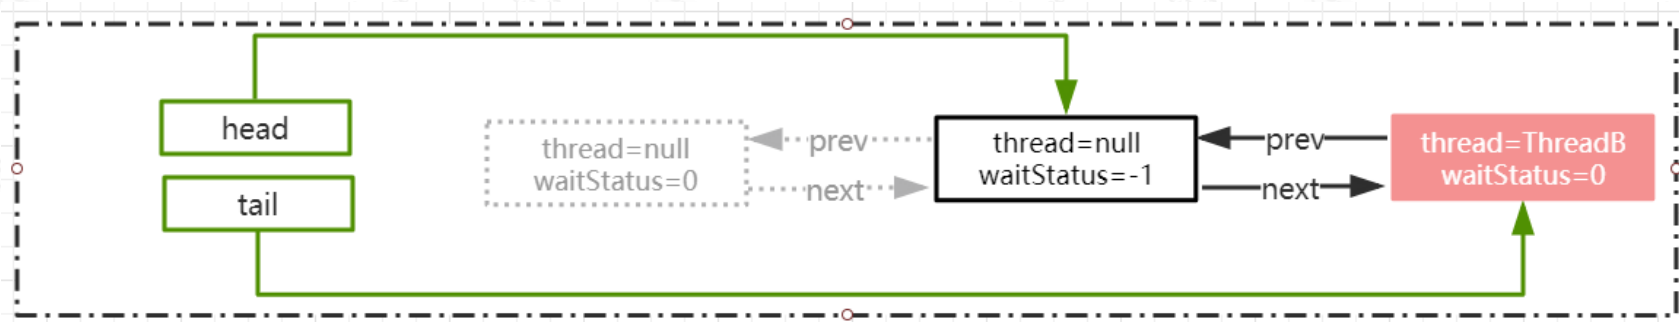 head
tail
thread=null
waitStatus=0
prev
next
thread=null
waitStatus=-1
prev
next
thread=ThreadB
waitStatus=0